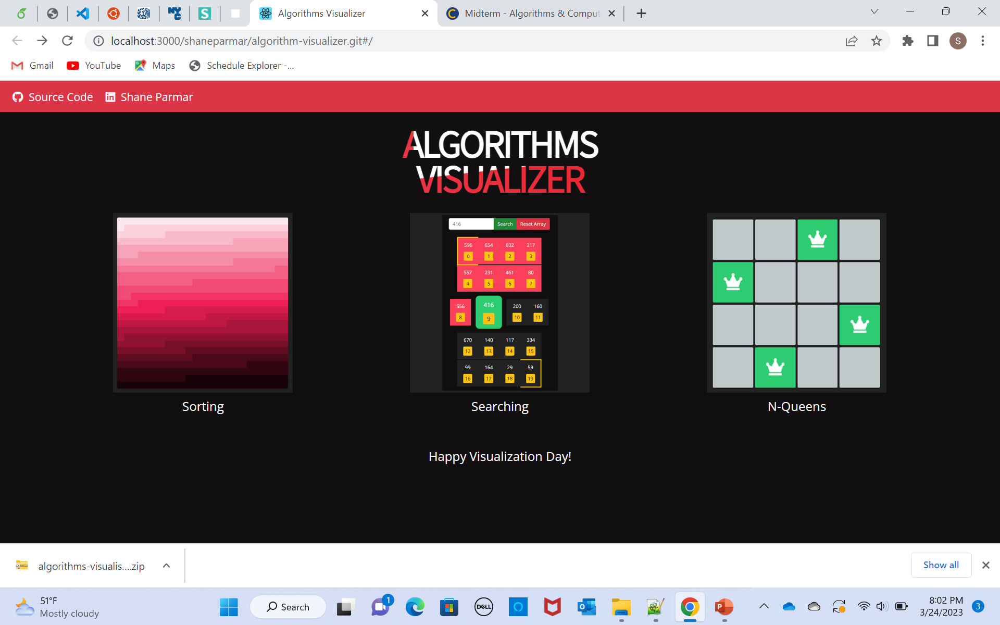 Algorithms Visualizer
Midterm - Algorithms & Comput
localhost:3000/shaneparmar/algorithm-visualizer.git#/
S
Gmail
YouTube
Maps
Schedule Explorer -...
Source Code
Shane Parmar
ALGORITHMS
VISUALIZER
416 Search Reset Array
596 654 602 217
0 1 2 3
557 231 461 80
4 5 6 7
556 416 200 160
8 9 10 11
670 140 117 334
12 13 14 15
99 164 29 59
16 17 18 19
Sorting
Searching
N-Queens
Happy Visualization Day!
algorithms-visualis....zip
Show all
51°F
Mostly cloudy
Search
1
DELL
8:02 PM
3/24/2023
3